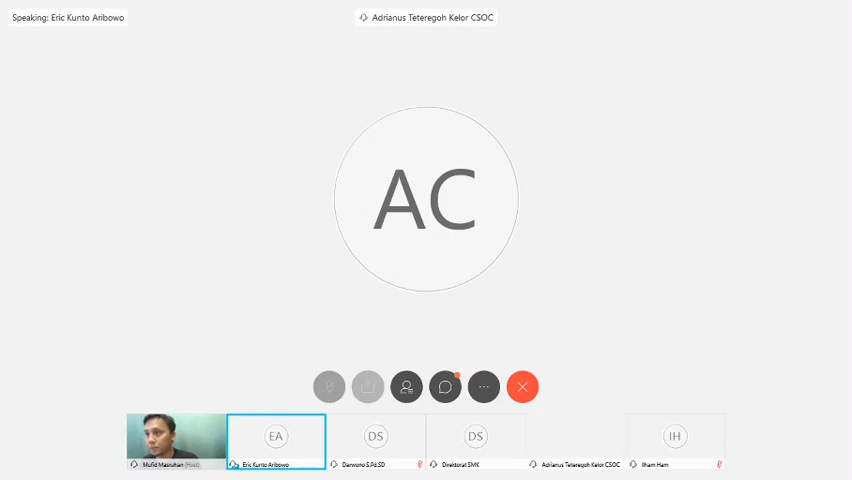 Speaking: Eric Kunto Aribowo
Adrianus Teteregoh Kelor CSOC
AC
EA
DS
DS
IH
Mufid Masruhan (Host)
Eric Kunto Aribowo
Darwono S.Pd.SD
Direktorat SMK
Adrianus Teteregoh Kelor CSOC
Ilham Ham